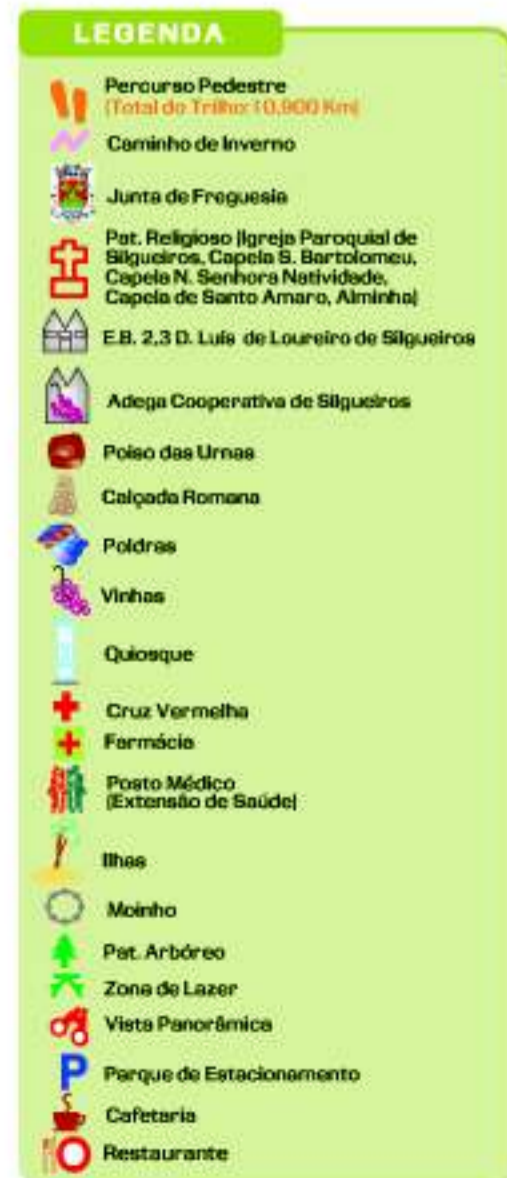 LEGENDA
Percurso Pedestre
(Total do Trilho 10,900 Km)
Caminho de Inverno
Junta de Freguesia
Pat. Religioso (Igreja Paroquial de
Silgueiros, Capela S. Bartolomeu,
Capela N. Senhora Natividade,
Capela de Santo Amaro, Alminha)
E.B. 2,3 D. Luís de Loureiro de Silgueiros
Adega Cooperativa de Silgueiros
Poiso das Urnas
Calçada Romana
Poldras
Vinhas
Quiosque
Cruz Vermelha
Farmácia
Posto Médico
(Extensão de Saúde)
Ilhas
Moinho
Pat. Arbóreo
Zona de Lazer
Vista Panorâmica
P Parque de Estacionamento
Cafetaria
Restaurante